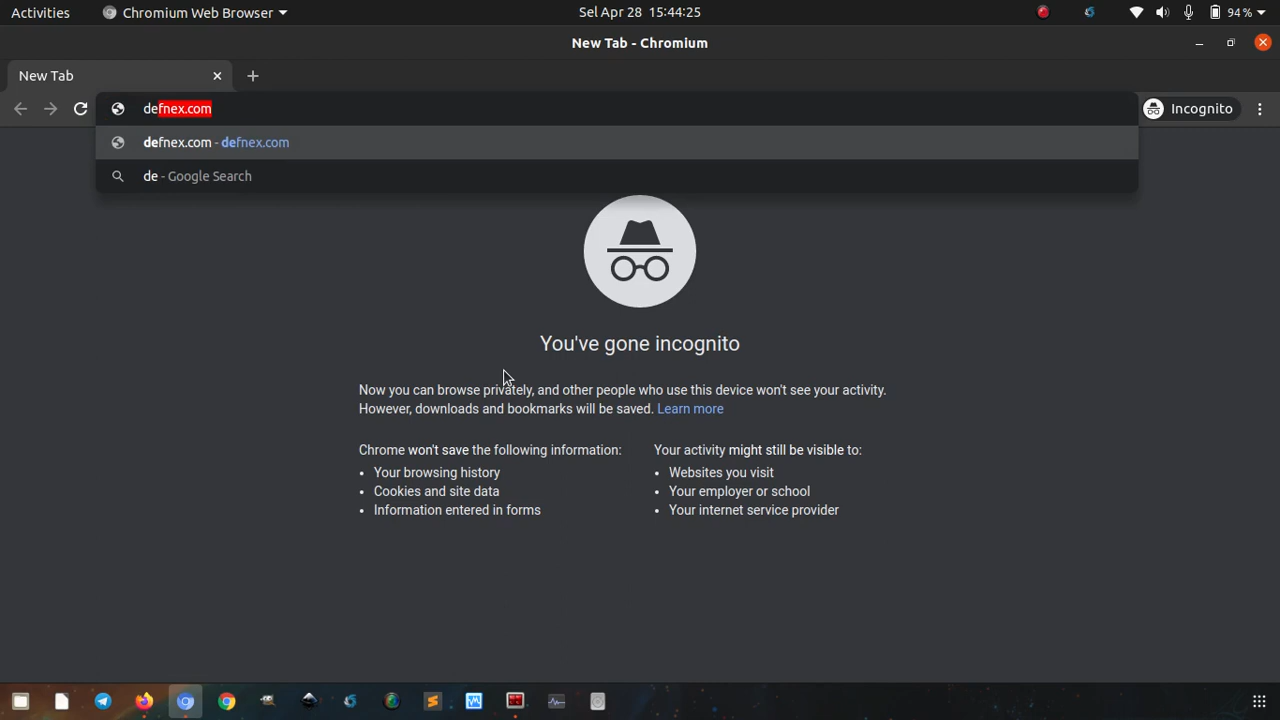 Activities
Chromium Web Browser
Sel Apr 28 15:44:25
94%
New Tab - Chromium
New Tab
defnex.com
Incognito
defnex.com - defnex.com
de - Google Search
You've gone incognito
Now you can browse privately, and other people who use this device won't see your activity.
However, downloads and bookmarks will be saved. Learn more
Chrome won't save the following information:
• Your browsing history
• Cookies and site data
• Information entered in forms
Your activity might still be visible to:
• Websites you visit
• Your employer or school
• Your internet service provider